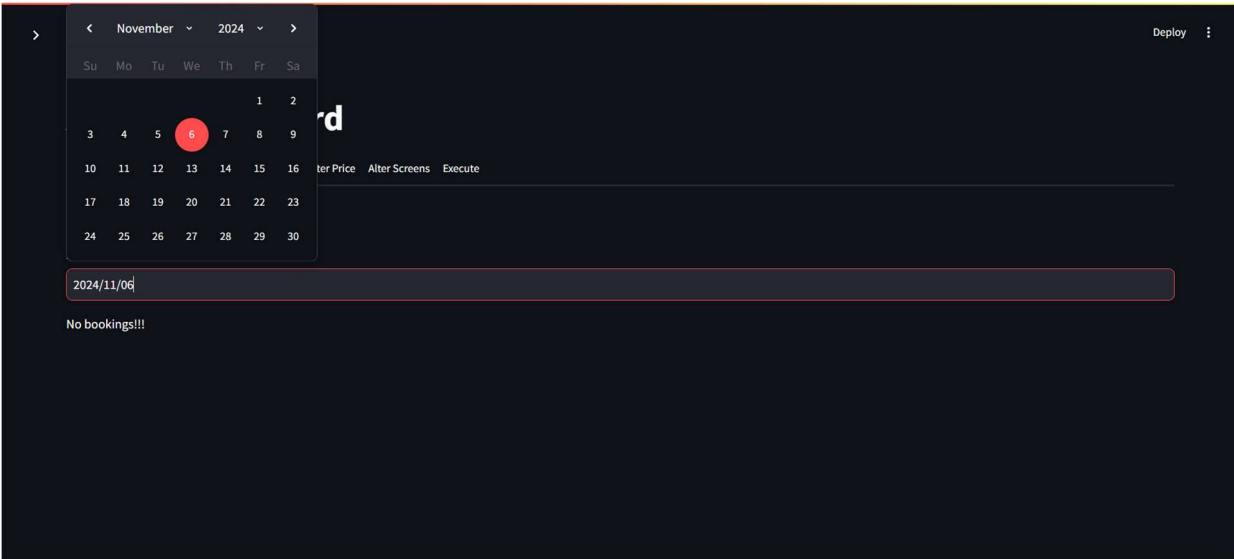 November 2024
Deploy
Su Mo Tu We Th Fr Sa
1 2
3 4 5 6 7 8 9
10 11 12 13 14 15 16
Price Alter Screens Execute
17 18 19 20 21 22 23
24 25 26 27 28 29 30
2024/11/06
No bookings!!!